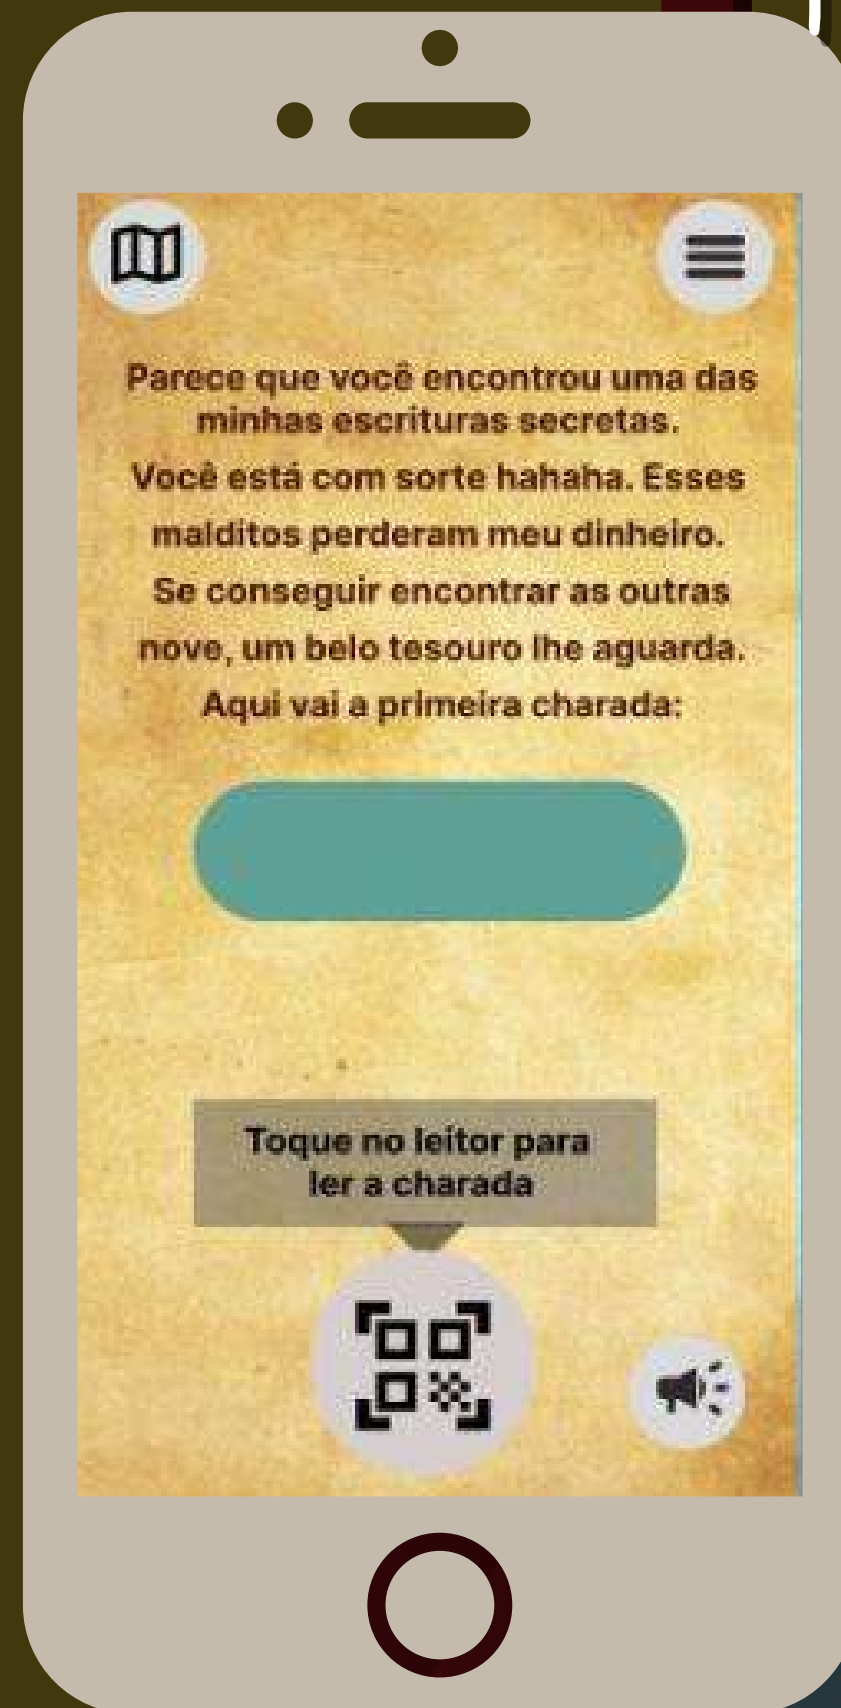 Parece que você encontrou uma das
minhas escrituras secretas.
Você está com sorte hahaha. Esses
malditos perderam meu dinheiro.
Se conseguir encontrar as outras
nove, um belo tesouro lhe aguarda.
Aqui vai a primeira charada:
Toque no leitor para
ler a charada